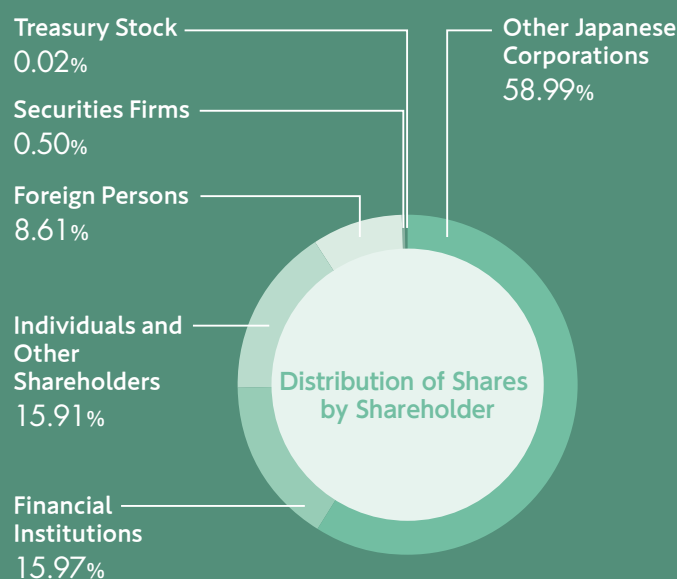 Treasury Stock
0.02%
Securities Firms
0.50%
Foreign Persons
8.61%
Individuals and
Other
Shareholders
15.91%
Financial
Institutions
15.97%
Other Japanese
Corporations
58.99%
Distribution of Shares
by Shareholder